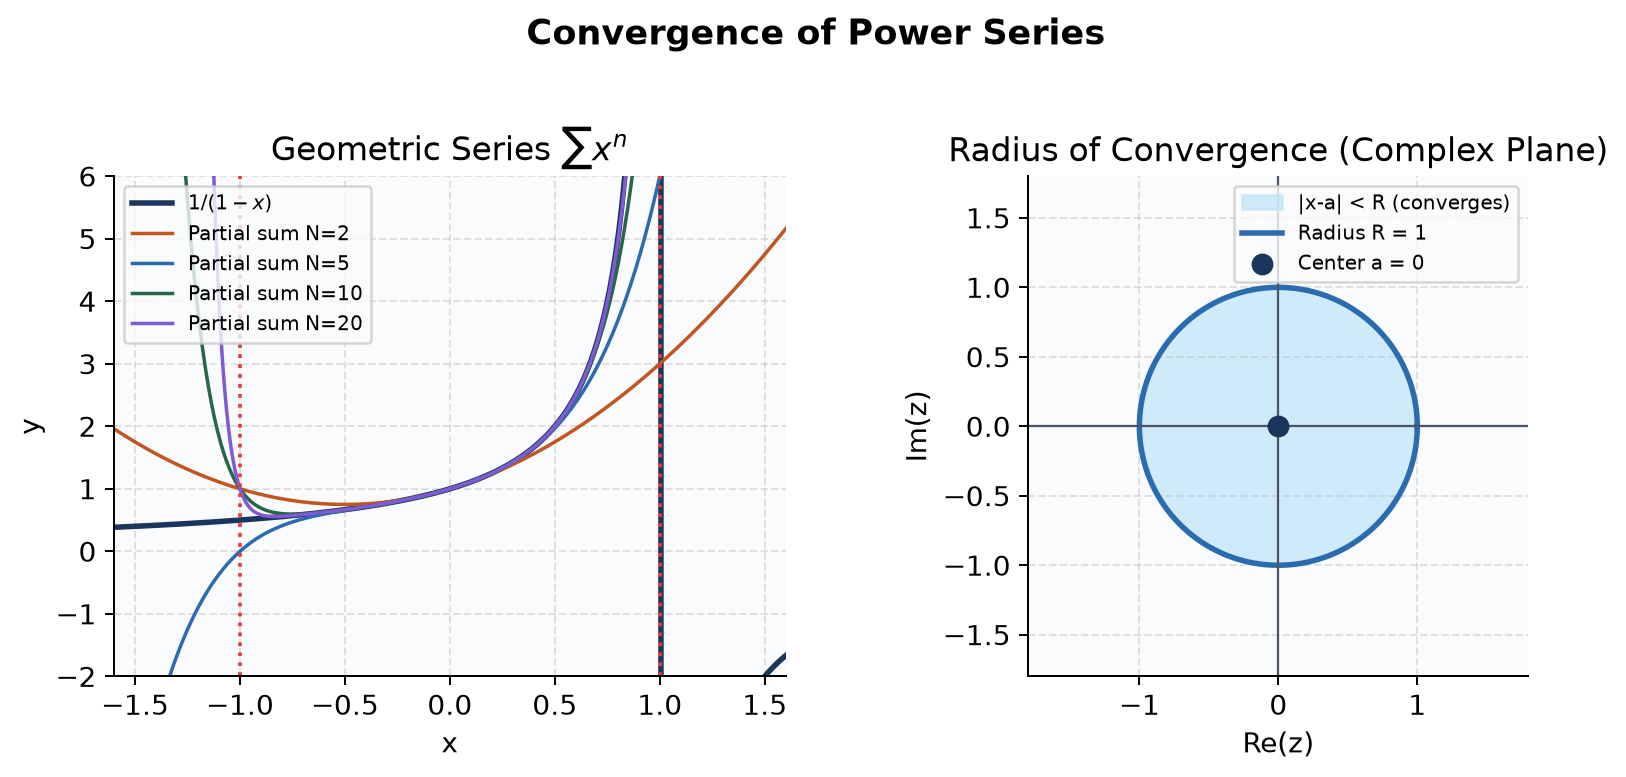 Convergence of Power Series
Geometric Series ∑xⁿ
6
5
4
3
2
1
0
−1
−2
y
1/(1 − x)
Partial sum N=2
Partial sum N=5
Partial sum N=10
Partial sum N=20
−1.5 −1.0 −0.5 0.0 0.5 1.0 1.5
x
Radius of Convergence (Complex Plane)
1.5
1.0
0.5
0.0
−0.5
−1.0
−1.5
Im(z)
|x-a| < R (converges)
Radius R = 1
Center a = 0
−1 0 1
Re(z)